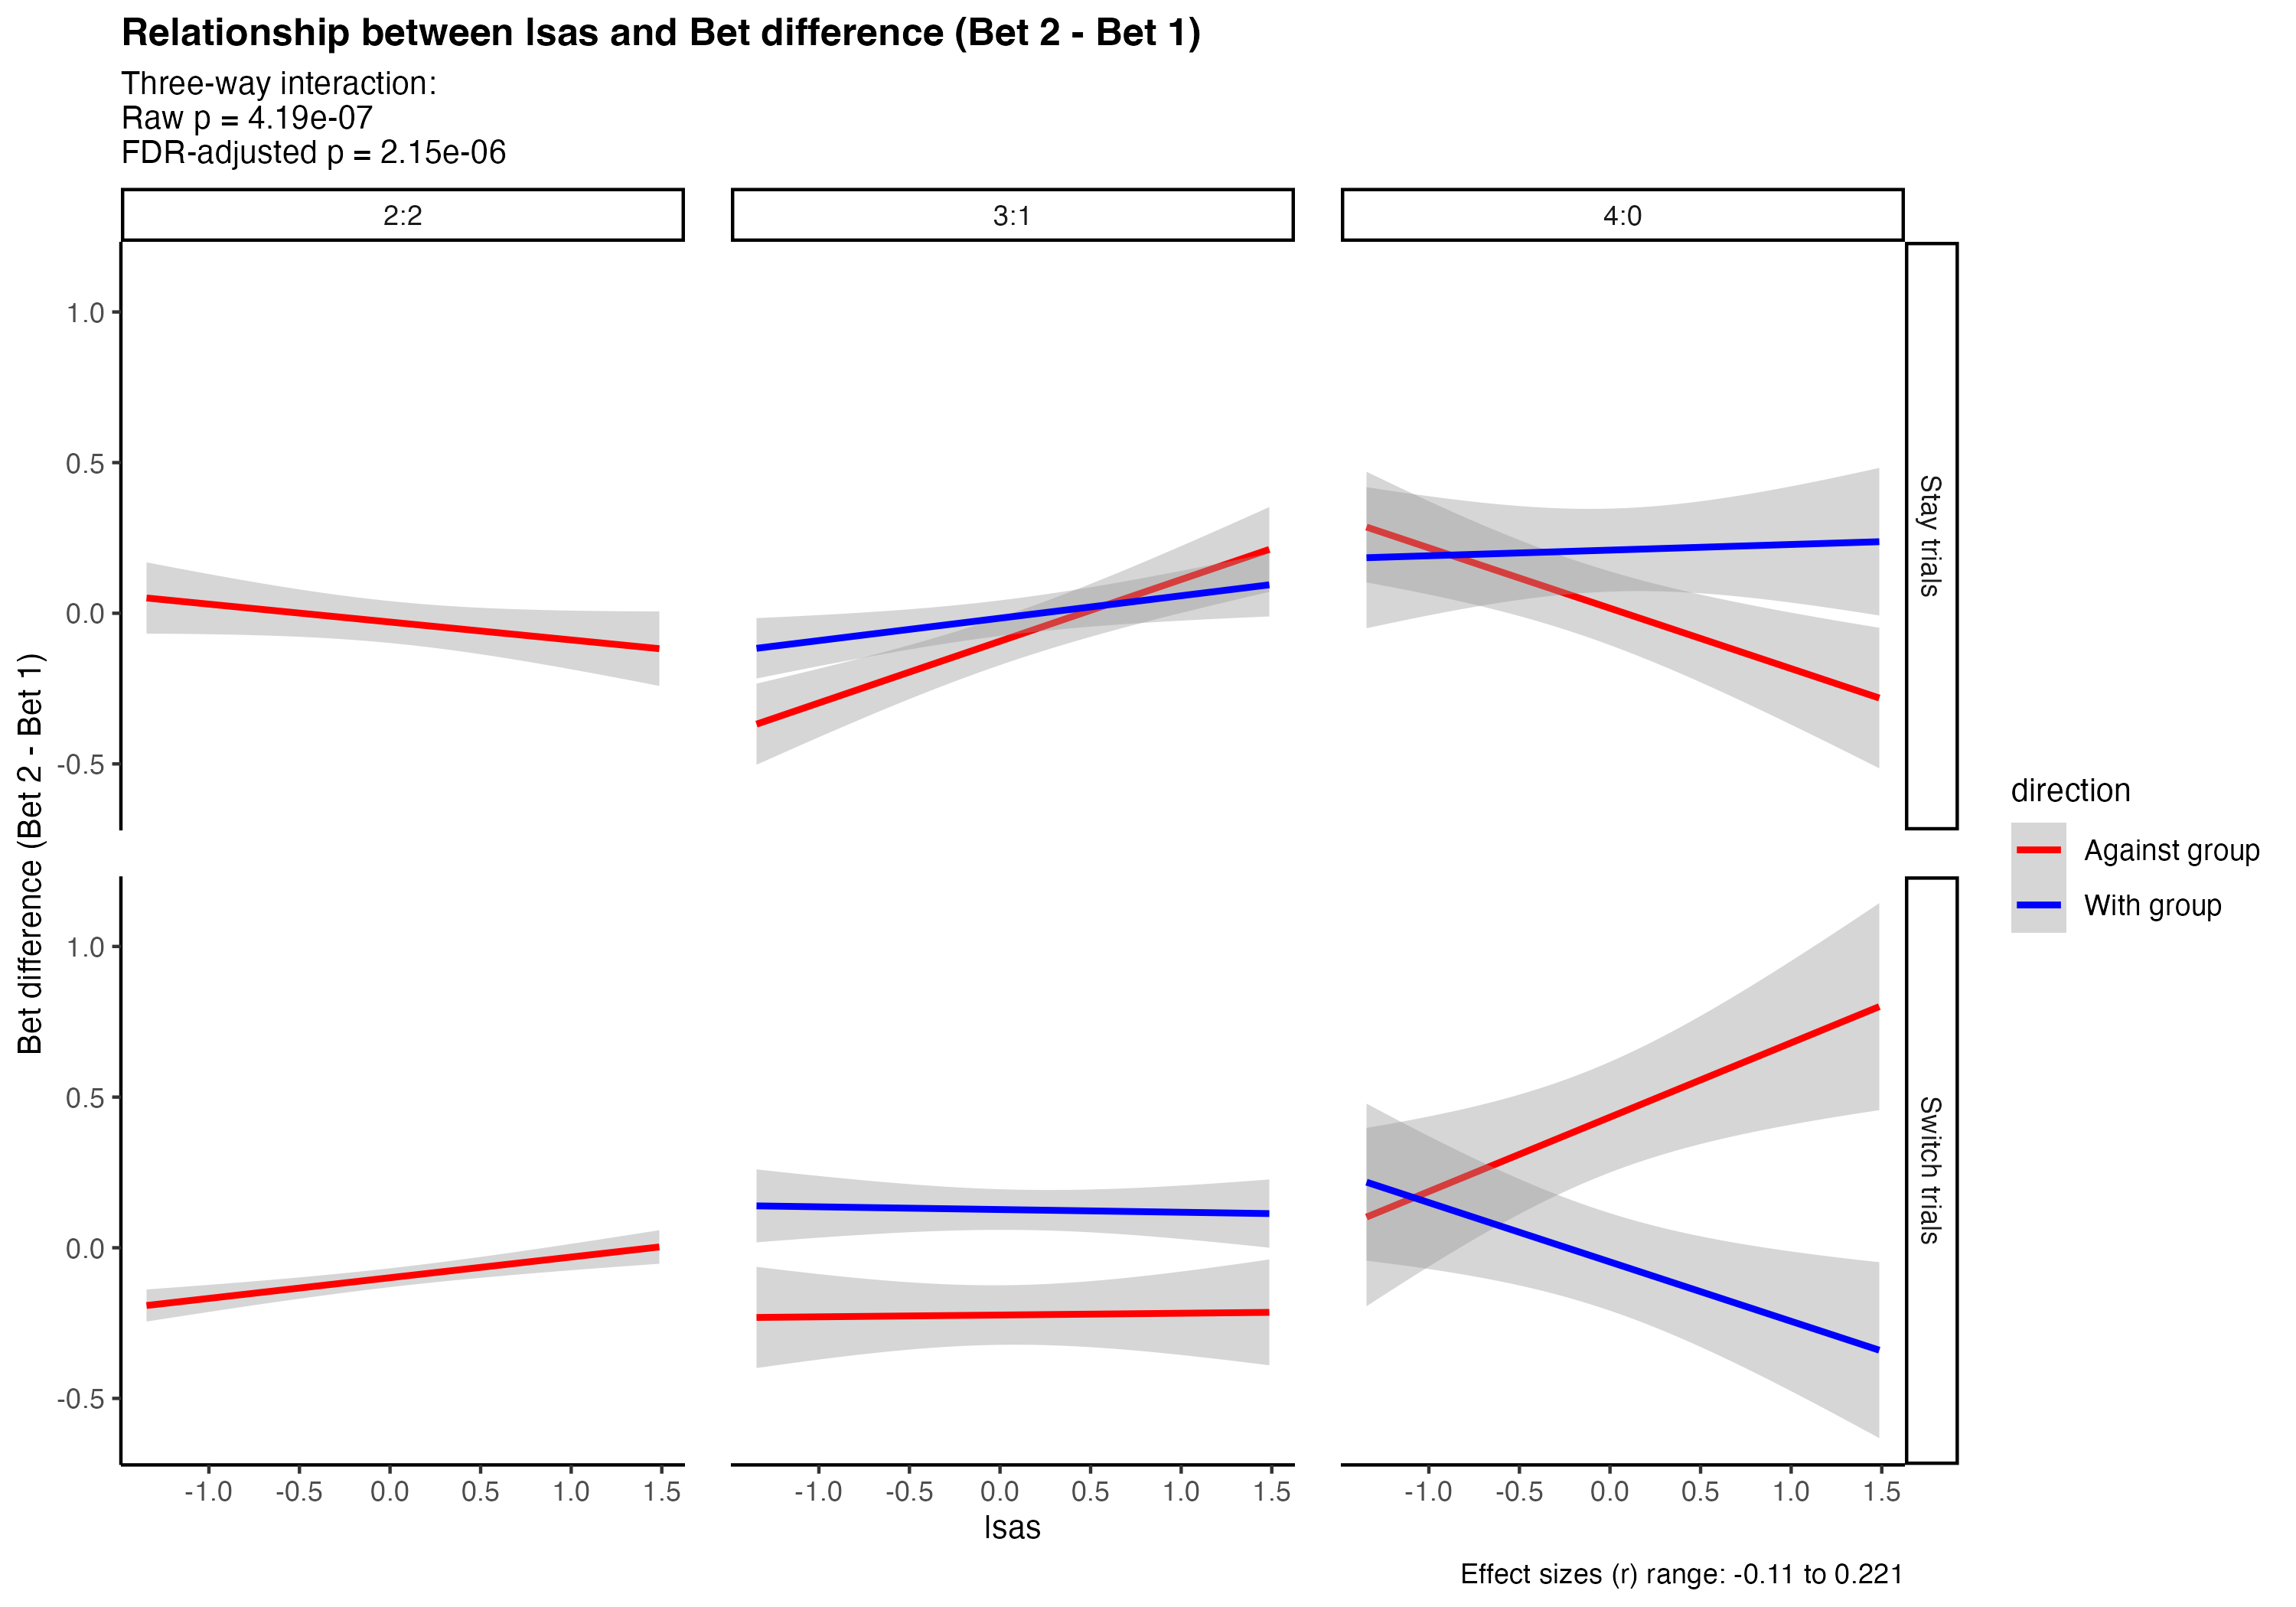 Relationship between lsas and Bet difference (Bet 2 - Bet 1)
Three-way interaction:
Raw p = 4.19e-07
FDR-adjusted p = 2.15e-06
2:2
3:1
4:0
1.0
0.5
0.0
-0.5
Stay trials
Bet difference (Bet 2 - Bet 1)
direction
Against group
With group
1.0
0.5
0.0
-0.5
Switch trials
-1.0 -0.5 0.0 0.5 1.0 1.5
-1.0 -0.5 0.0 0.5 1.0 1.5
-1.0 -0.5 0.0 0.5 1.0 1.5
lsas
Effect sizes (r) range: -0.11 to 0.221